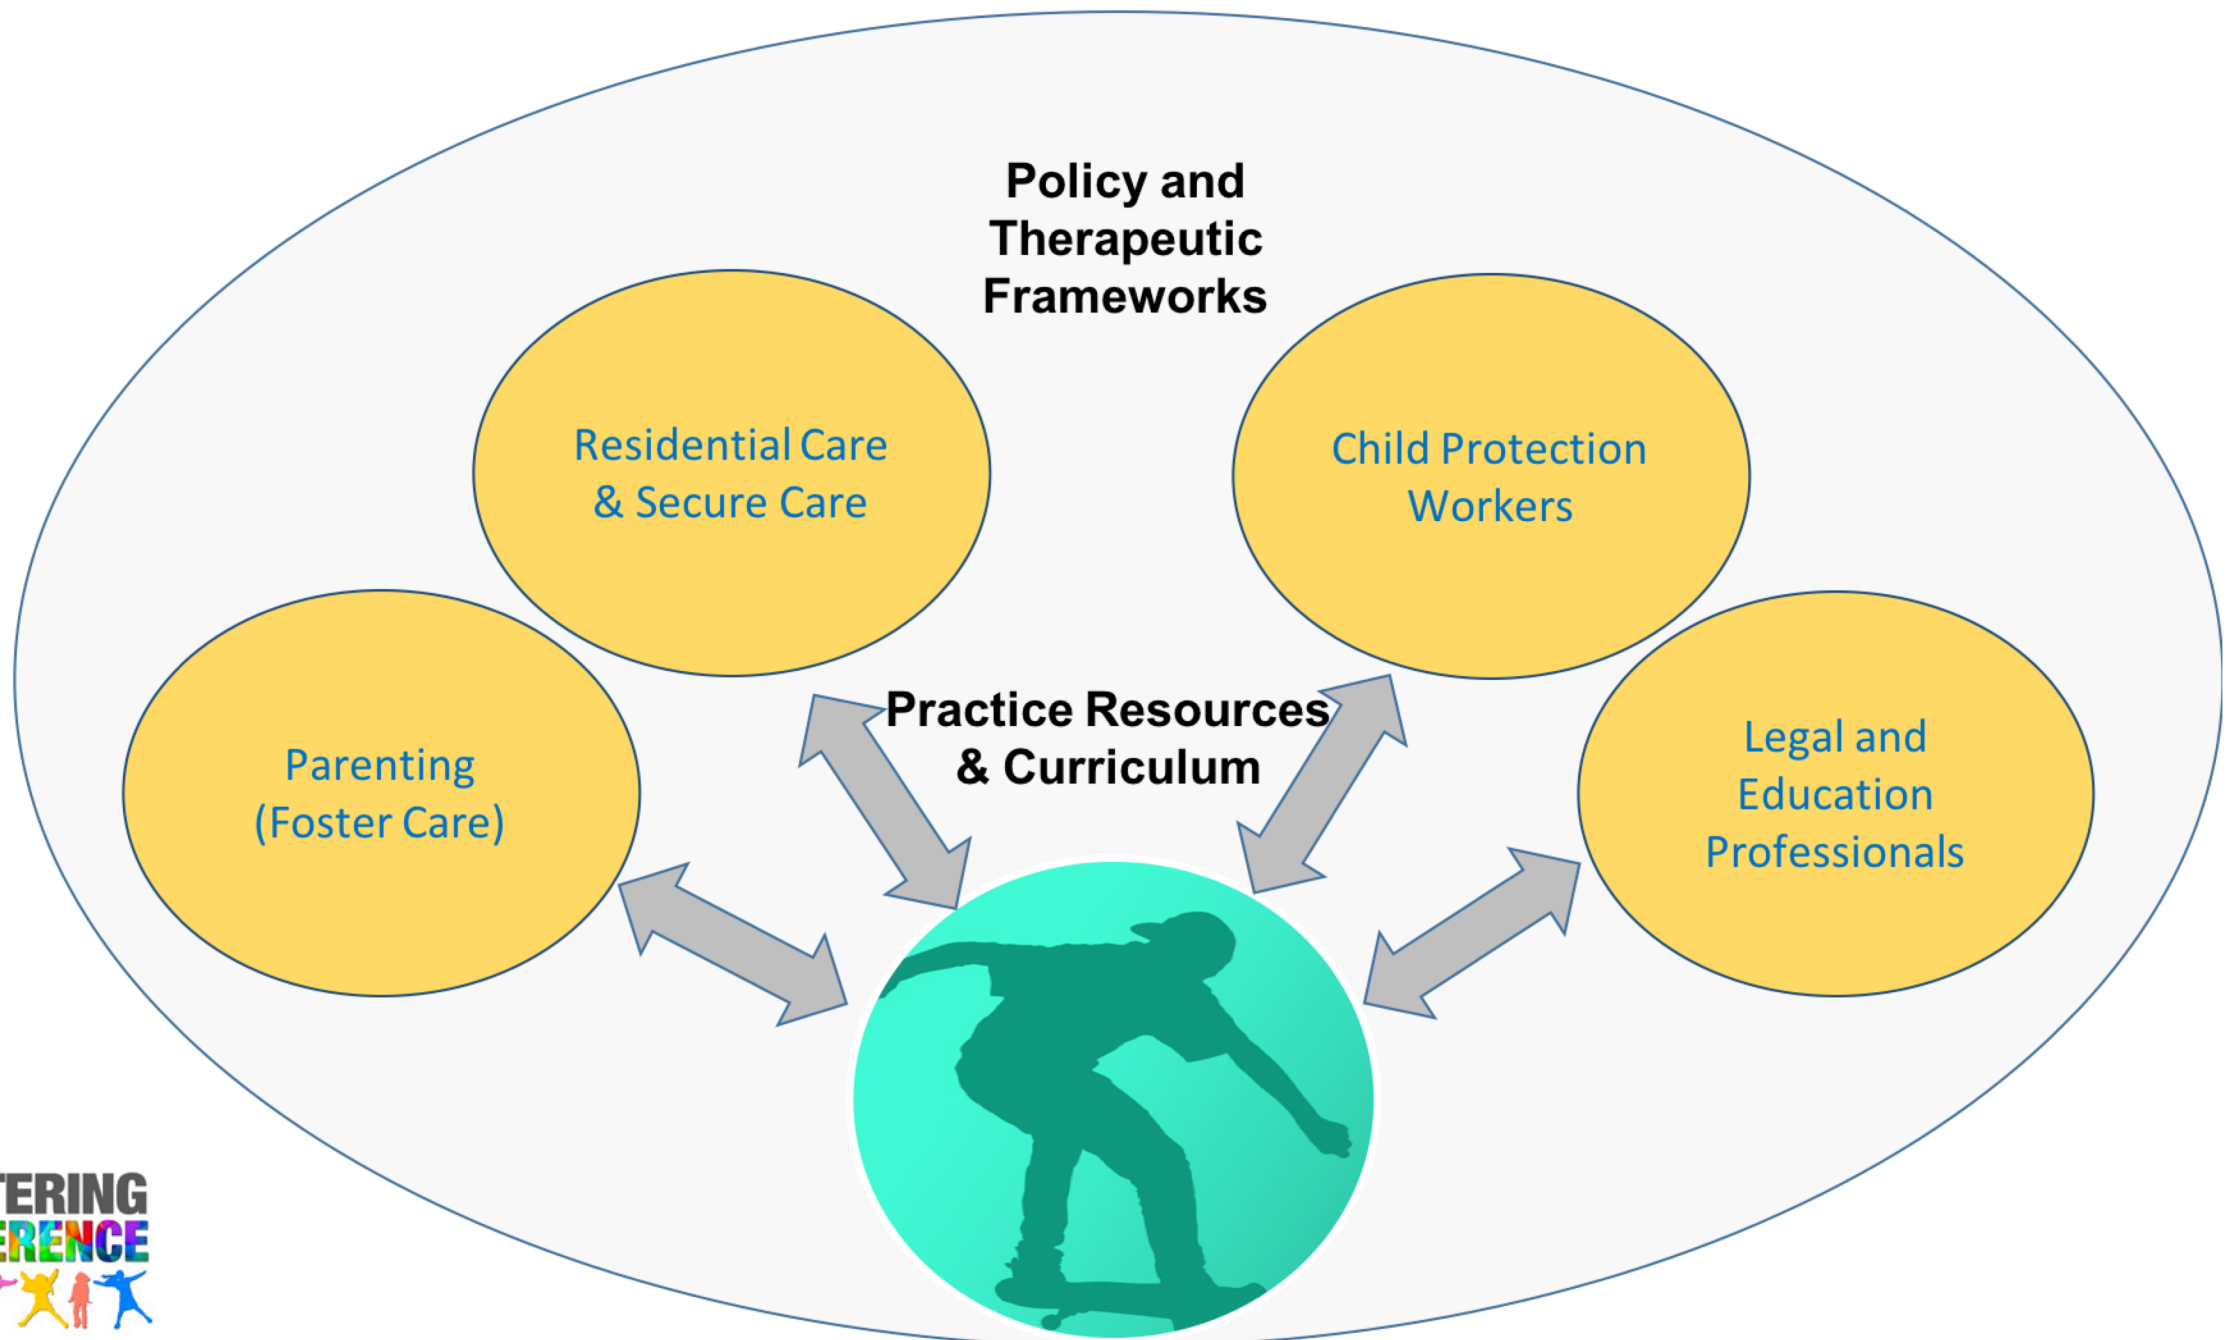 Policy and
Therapeutic
Frameworks
Residential Care
& Secure Care
Child Protection
Workers
Practice Resources
& Curriculum
Parenting
(Foster Care)
Legal and
Education
Professionals
TERING
ERENCE